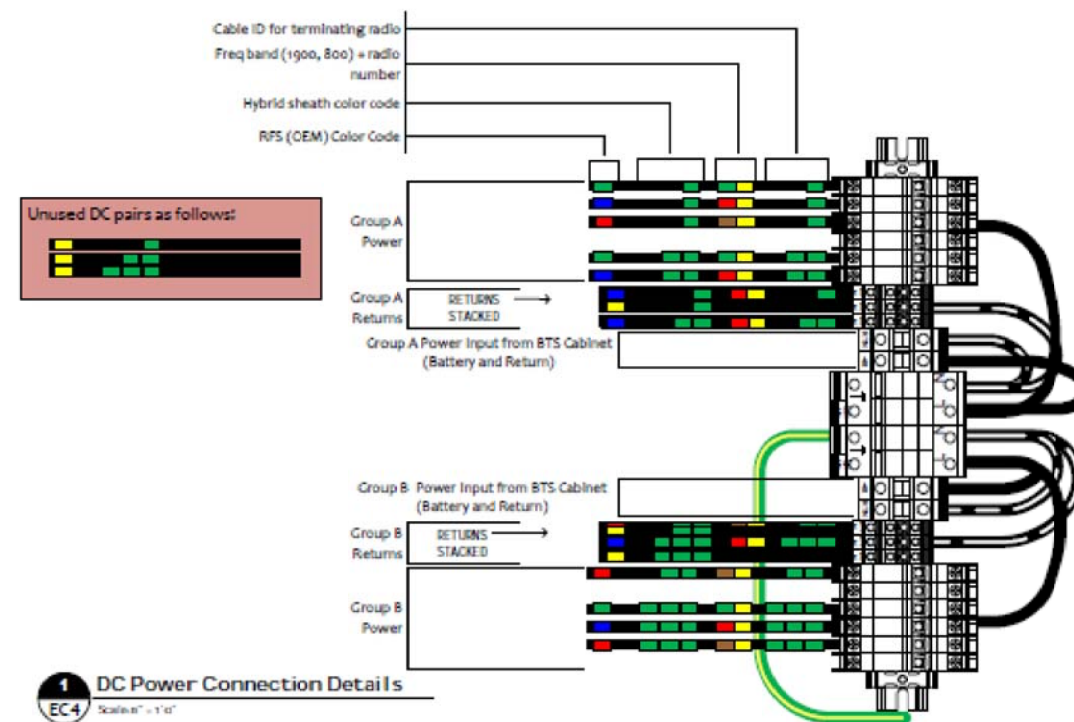 Cable ID for terminating radio
Freq band (1900, 800) + radio
number
Hybrid sheath color code
RFS (OEM) Color Code
Unused DC pairs as follows:
Group A
Power
Group A
Returns
RETURNS
STACKED
Group A Power Input from BTS Cabinet
(Battery and Return)
Group B Power Input from BTS Cabinet
(Battery and Return)
Group B
Returns
RETURNS
STACKED
Group B
Power
1
EC4
DC Power Connection Details